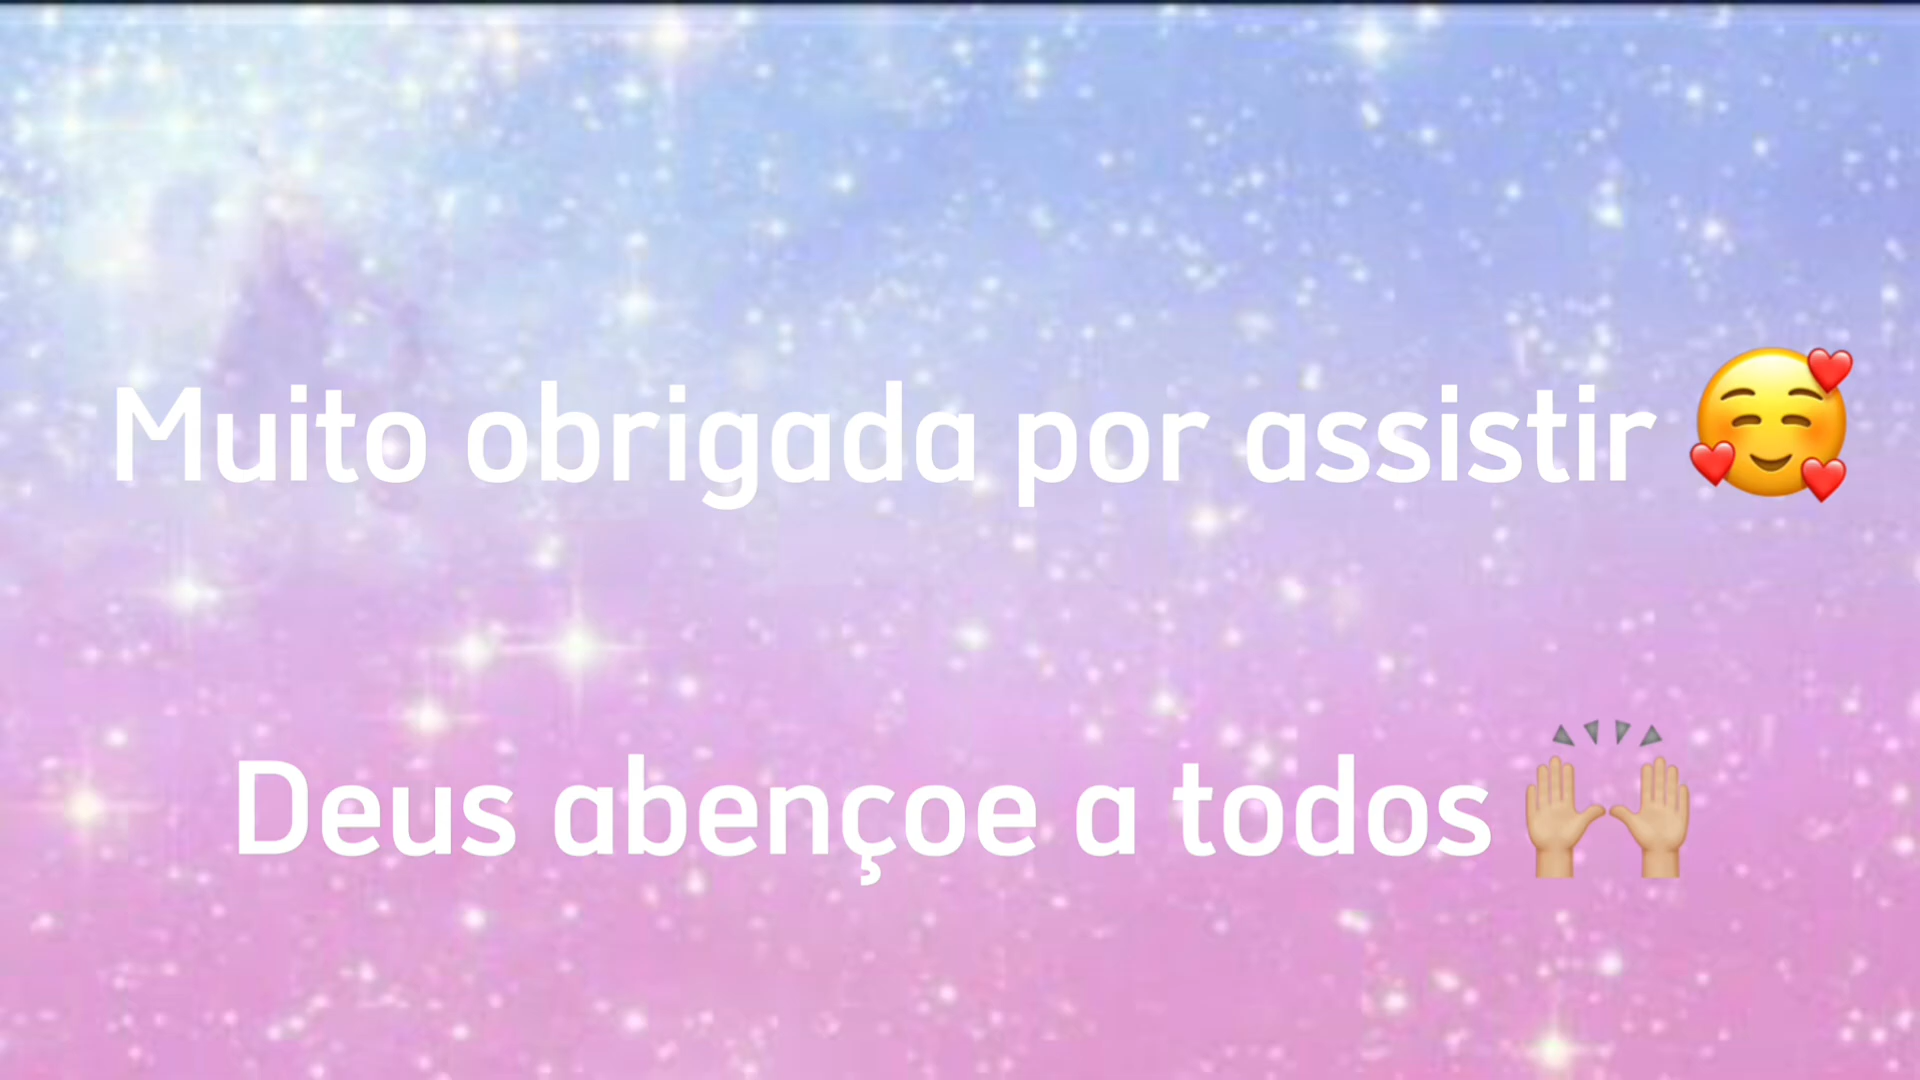 Muito obrigada por assistir 🥰
Deus abençoe a todos 🙌🏼